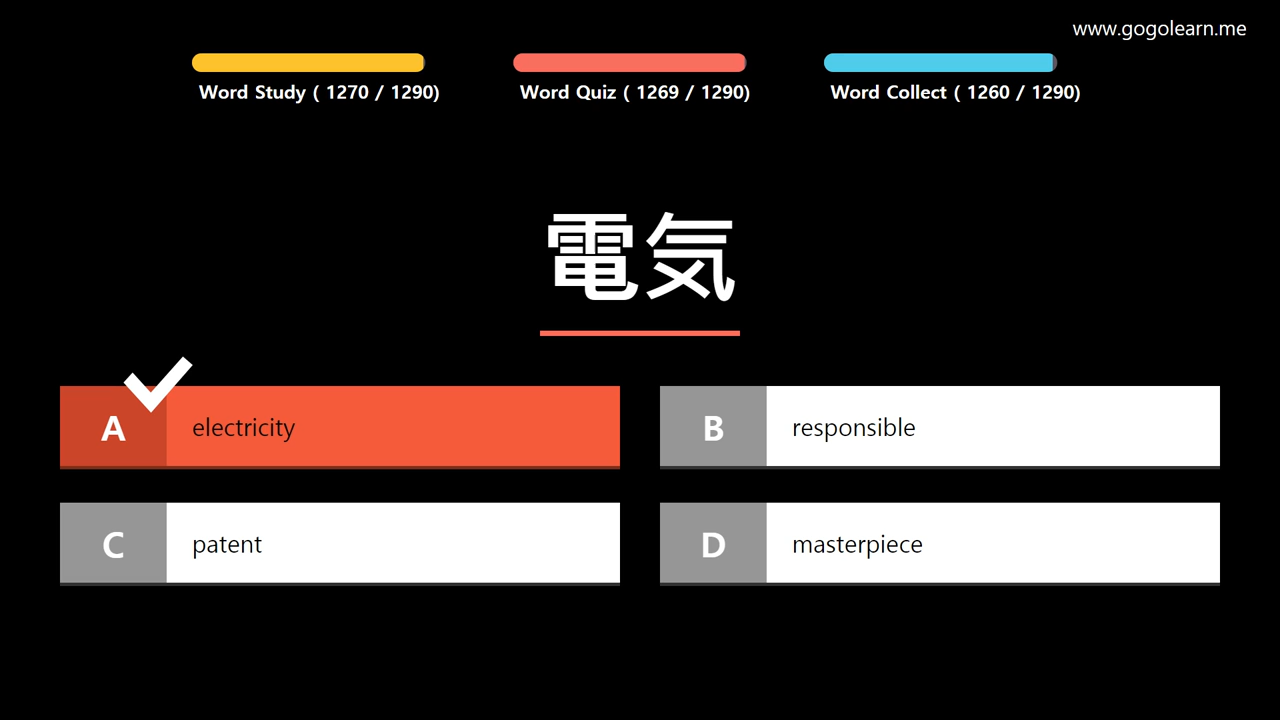 www.gogolearn.me
Word Study ( 1270 / 1290)
Word Quiz ( 1269 / 1290)
Word Collect ( 1260 / 1290)
電気
A electricity
B responsible
C patent
D masterpiece